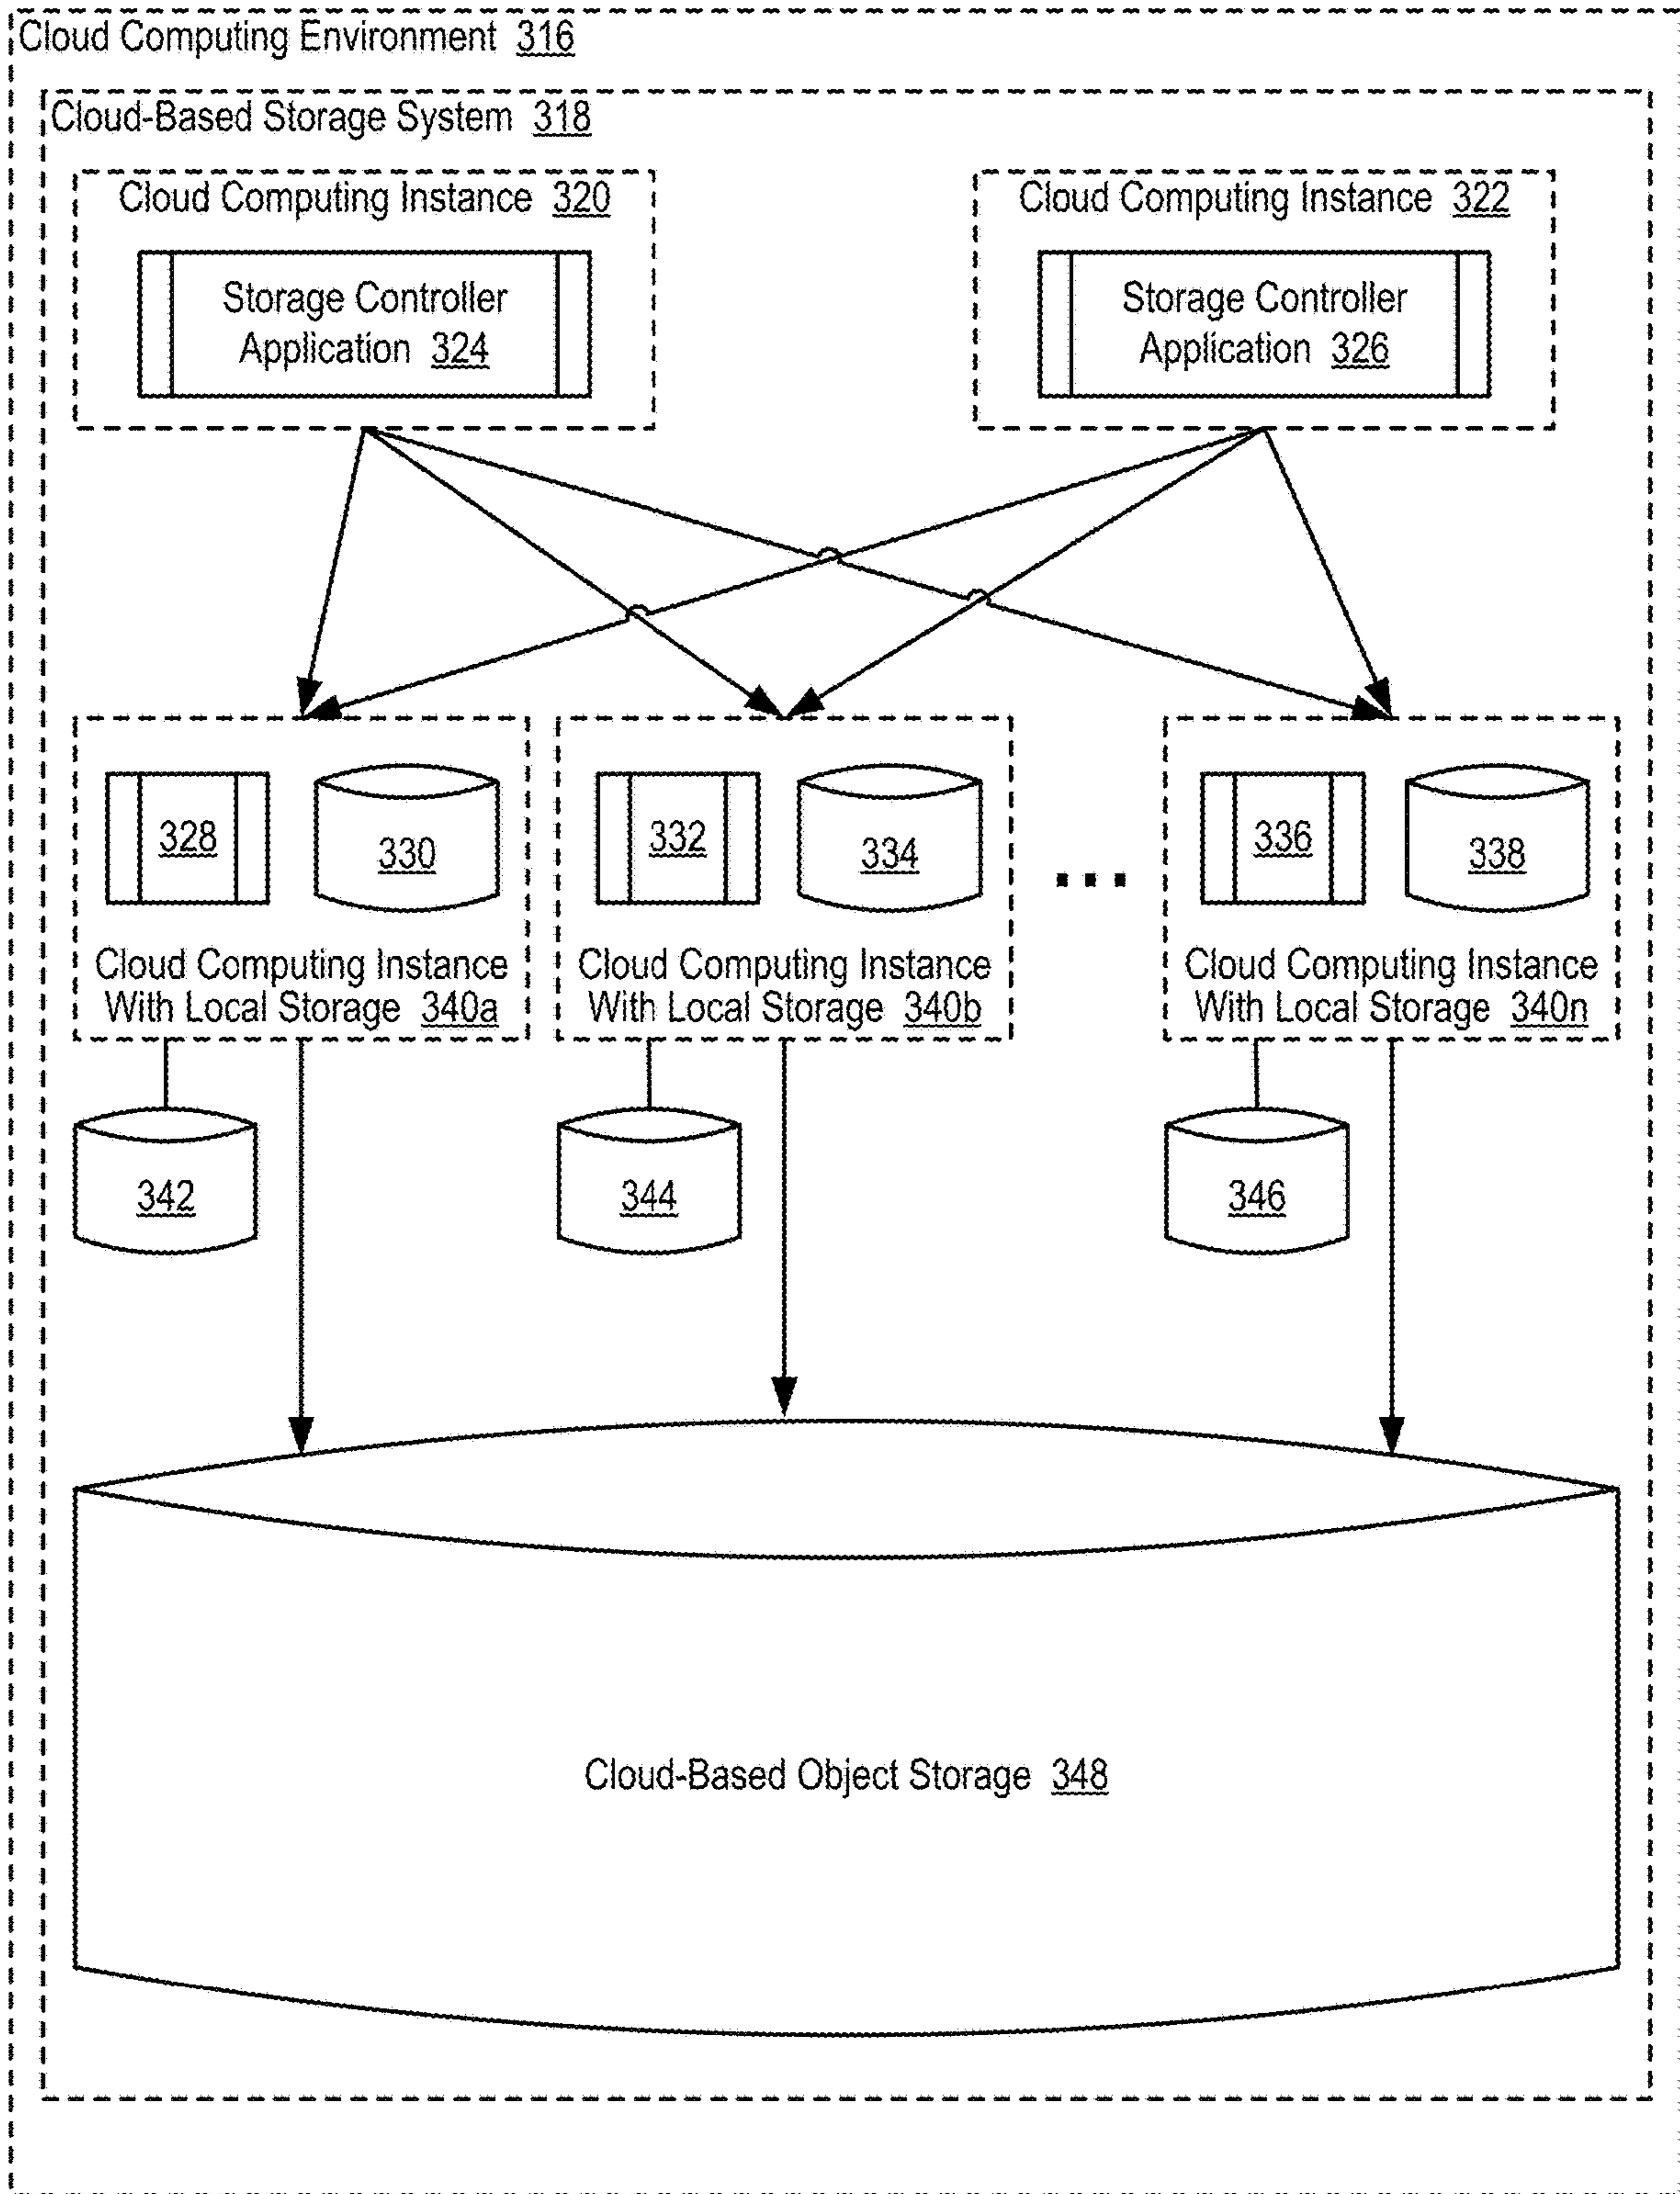 Cloud Computing Environment 316
Cloud-Based Storage System 318
Cloud Computing Instance 320
Storage Controller
Application 324
Cloud Computing Instance 322
Storage Controller
Application 326
328
330
Cloud Computing Instance
With Local Storage 340a
332
334
Cloud Computing Instance
With Local Storage 340b
...
336
338
Cloud Computing Instance
With Local Storage 340n
342
344
346
Cloud-Based Object Storage 348